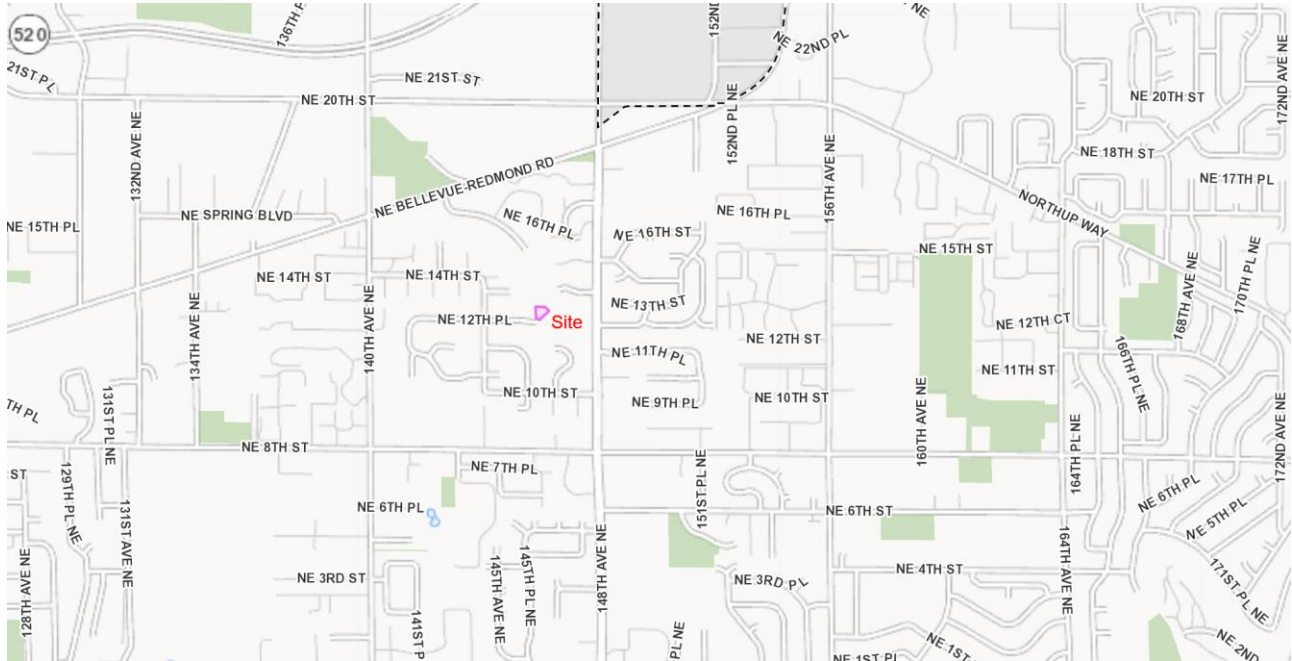 520
136TH P
152ND
NE 22ND PL
21ST PL
NE 21ST ST
NE 20TH ST
NE 20TH ST
172ND AVE NE
132ND AVE NE
152ND PL NE
156TH AVE NE
NE 18TH ST
NE 17TH PL
NE BELLEVUE-REDMOND RD
NORTHUP WAY
NE SPRING BLVD
NE 15TH PL
NE 16TH PL
NE 16TH ST
NE 16TH PL
NE 15TH ST
NE 14TH ST
NE 14TH ST
168TH AVE NE
170TH PL NE
134TH AVE NE
140TH AVE NE
NE 12TH PL
Site
NE 13TH ST
NE 12TH ST
NE 12TH CT
NE 11TH PL
NE 11TH ST
166TH PL NE
TH PL
131ST PL NE
NE 10TH ST
NE 9TH PL
NE 10TH ST
160TH AVE NE
172ND AVE NE
NE 8TH ST
ST
129TH PL NE
131ST AVE NE
NE 7TH PL
151ST PL NE
164TH PL NE
NE 6TH PL
NE 6TH ST
NE 6TH PL
NE 5TH PL
128TH AVE NE
NE 3RD ST
145TH AVE NE
145TH PL NE
148TH AVE NE
NE 3RD PL
NE 4TH ST
164TH AVE NE
171ST PL NE
141ST P
PL NE
NE 1ST PL
NE 1ST
NE 2ND